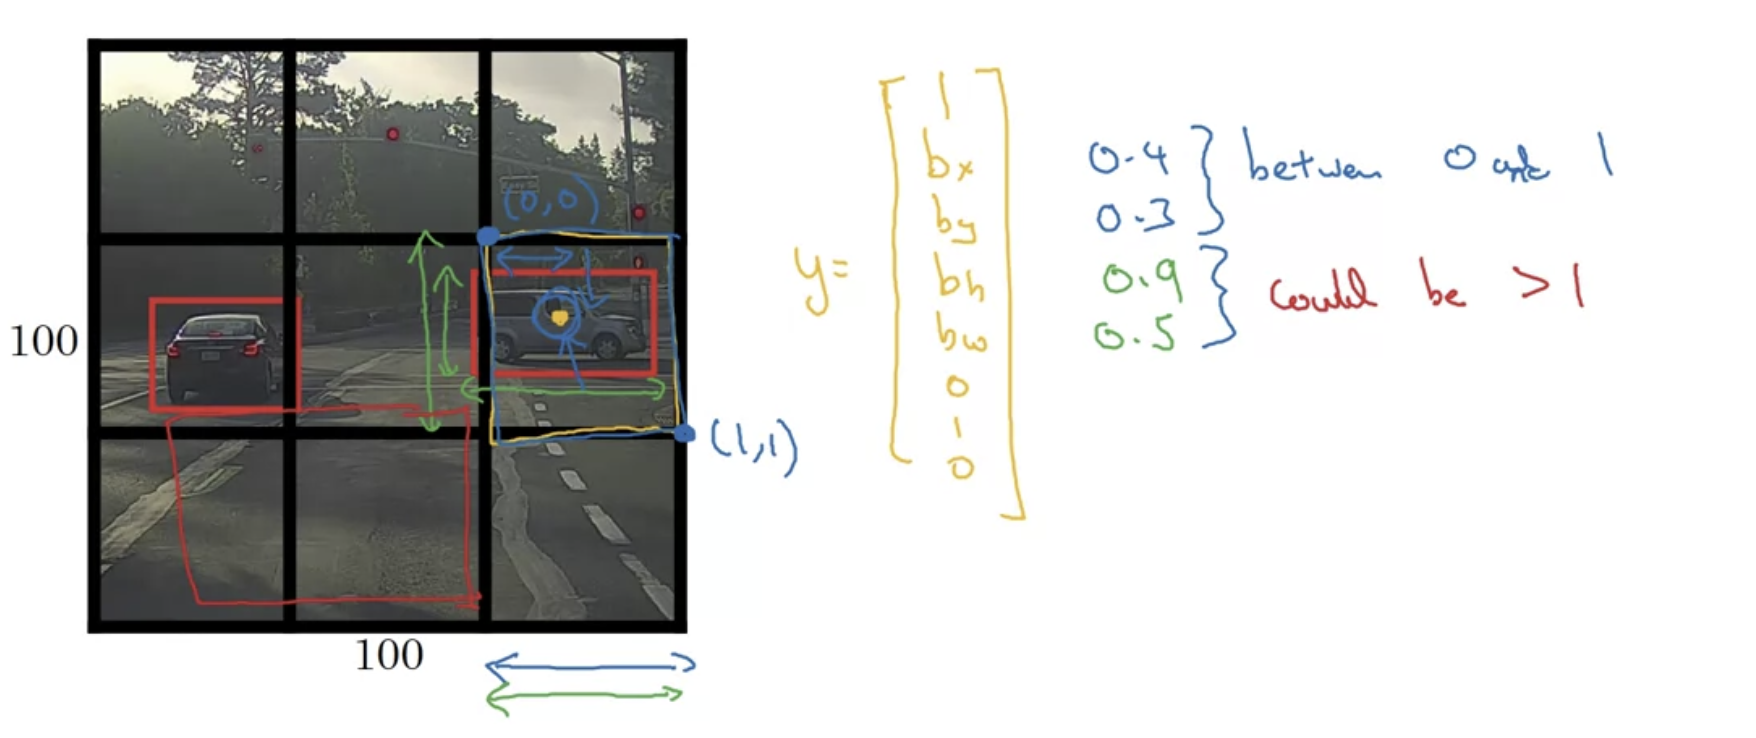 (0,0)
100
100
(1,1)
y=
1
bx
by
bh
bw
0
1
0
0.4
0.3
between 0 and 1
0.9
0.5
could be > 1